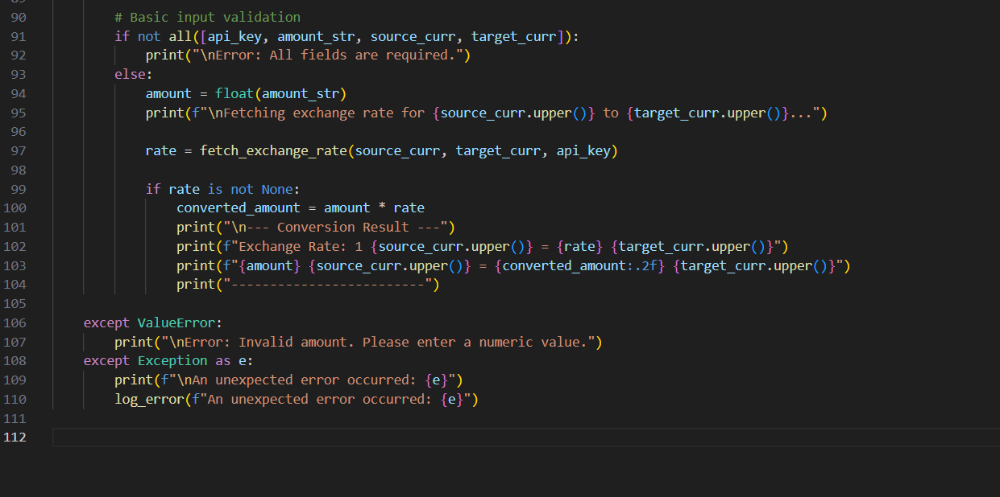 90 # Basic input validation
91 if not all([api_key, amount_str, source_curr, target_curr]):
92 print("\nError: All fields are required.")
93 else:
94 amount = float(amount_str)
95 print(f"\nFetching exchange rate for {source_curr.upper()} to {target_curr.upper()}...")
96
97 rate = fetch_exchange_rate(source_curr, target_curr, api_key)
98
99 if rate is not None:
100 converted_amount = amount * rate
101 print("\n--- Conversion Result ---")
102 print(f"Exchange Rate: 1 {source_curr.upper()} = {rate} {target_curr.upper()}")
103 print(f"{amount} {source_curr.upper()} = {converted_amount:.2f} {target_curr.upper()}")
104 print("-------------------------")
105
106 except ValueError:
107 print("\nError: Invalid amount. Please enter a numeric value.")
108 except Exception as e:
109 print(f"\nAn unexpected error occurred: {e}")
110 log_error(f"An unexpected error occurred: {e}")
111
112